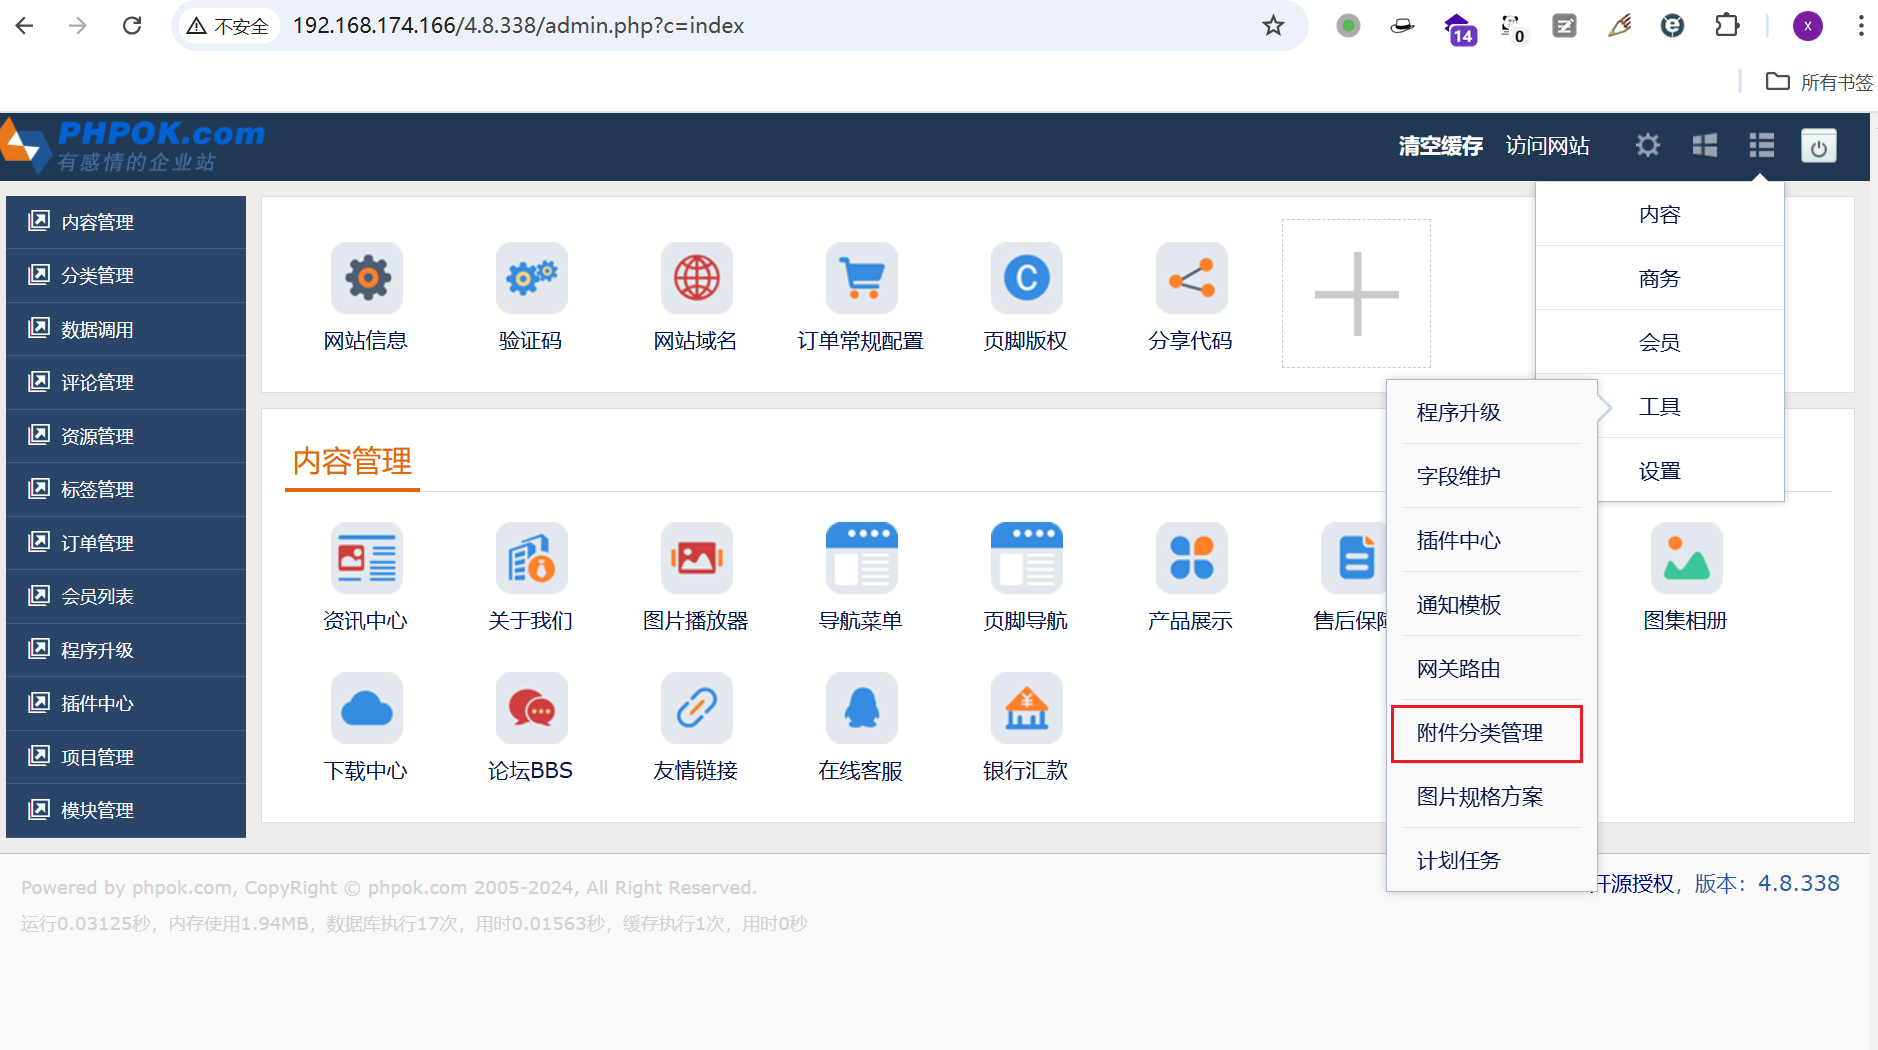 不安全
192.168.174.166/4.8.338/admin.php?c=index
14
0
x
所有书签
PHPOK.com
有感情的企业站
清空缓存
访问网站
内容管理
分类管理
数据调用
评论管理
资源管理
标签管理
订单管理
会员列表
程序升级
插件中心
项目管理
模块管理
网站信息
验证码
网站域名
订单常规配置
页脚版权
分享代码
内容
商务
会员
工具
设置
程序升级
字段维护
插件中心
通知模板
网关路由
附件分类管理
图片规格方案
计划任务
内容管理
资讯中心
关于我们
图片播放器
导航菜单
页脚导航
产品展示
售后保障
图集相册
下载中心
论坛BBS
友情链接
在线客服
银行汇款
Powered by phpok.com, CopyRight © phpok.com 2005-2024, All Right Reserved.
开源授权，版本：4.8.338
运行0.03125秒，内存使用1.94MB，数据库执行17次，用时0.01563秒，缓存执行1次，用时0秒